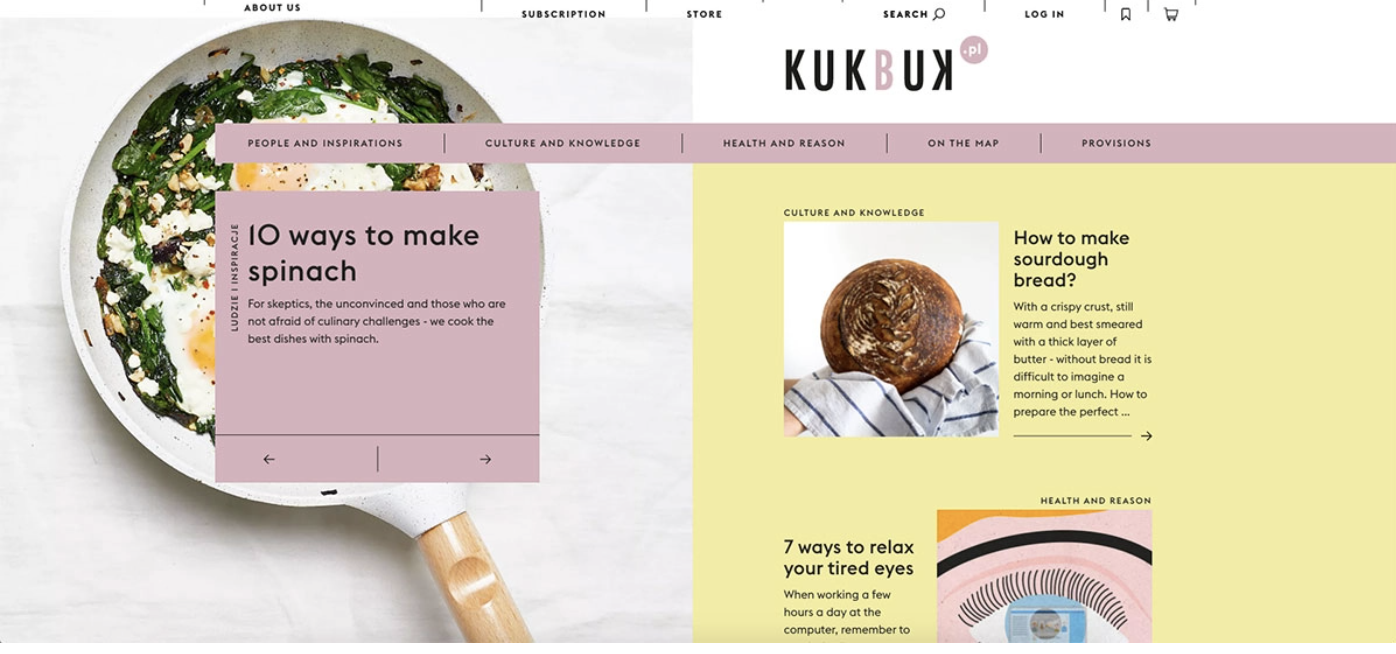 ABOUT US
SUBSCRIPTION
STORE
SEARCH
LOG IN
KUKBUK
.pl
PEOPLE AND INSPIRATIONS
CULTURE AND KNOWLEDGE
HEALTH AND REASON
ON THE MAP
PROVISIONS
LUDZIE I INSPIRACJE
10 ways to make
spinach
For skeptics, the unconvinced and those who are
not afraid of culinary challenges - we cook the
best dishes with spinach.
CULTURE AND KNOWLEDGE
How to make
sourdough
bread?
With a crispy crust, still
warm and best smeared
with a thick layer of
butter - without bread it is
difficult to imagine a
morning or lunch. How to
prepare the perfect ...
HEALTH AND REASON
7 ways to relax
your tired eyes
When working a few
hours a day at the
computer, remember to